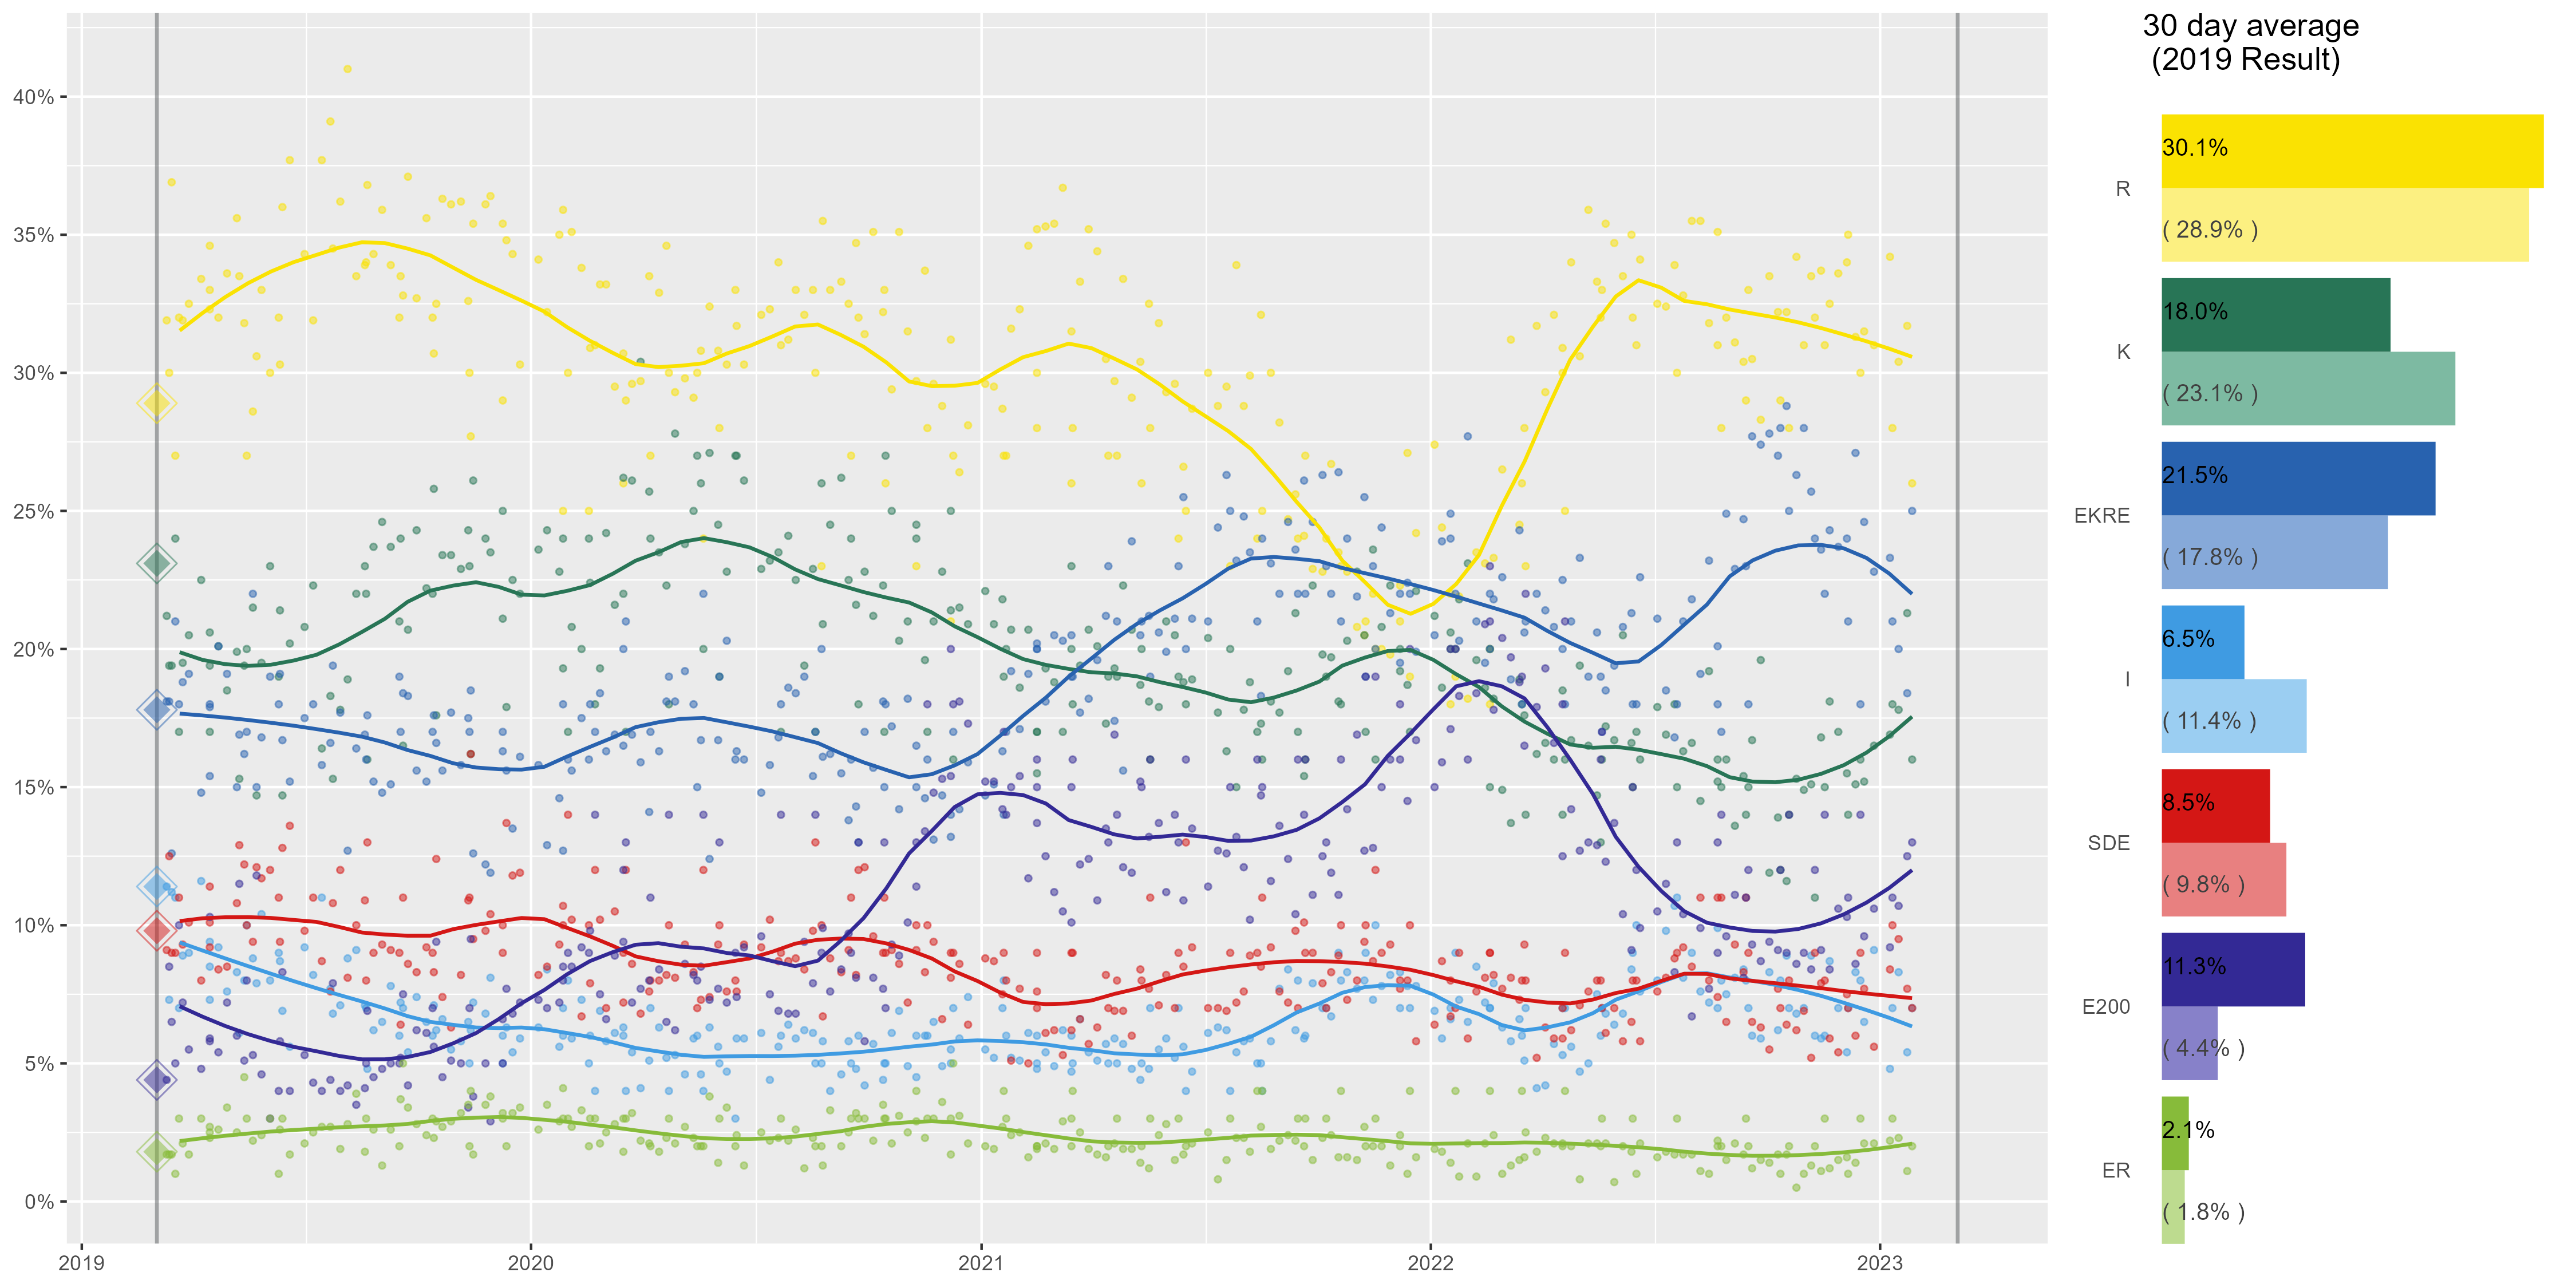 30 day average
(2019 Result)
40%
35%
30%
25%
20%
15%
10%
5%
0%
2019
2020
2021
2022
2023
R
30.1%
( 28.9% )
K
18.0%
( 23.1% )
EKRE
21.5%
( 17.8% )
I
6.5%
( 11.4% )
SDE
8.5%
( 9.8% )
E200
11.3%
( 4.4% )
ER
2.1%
( 1.8% )